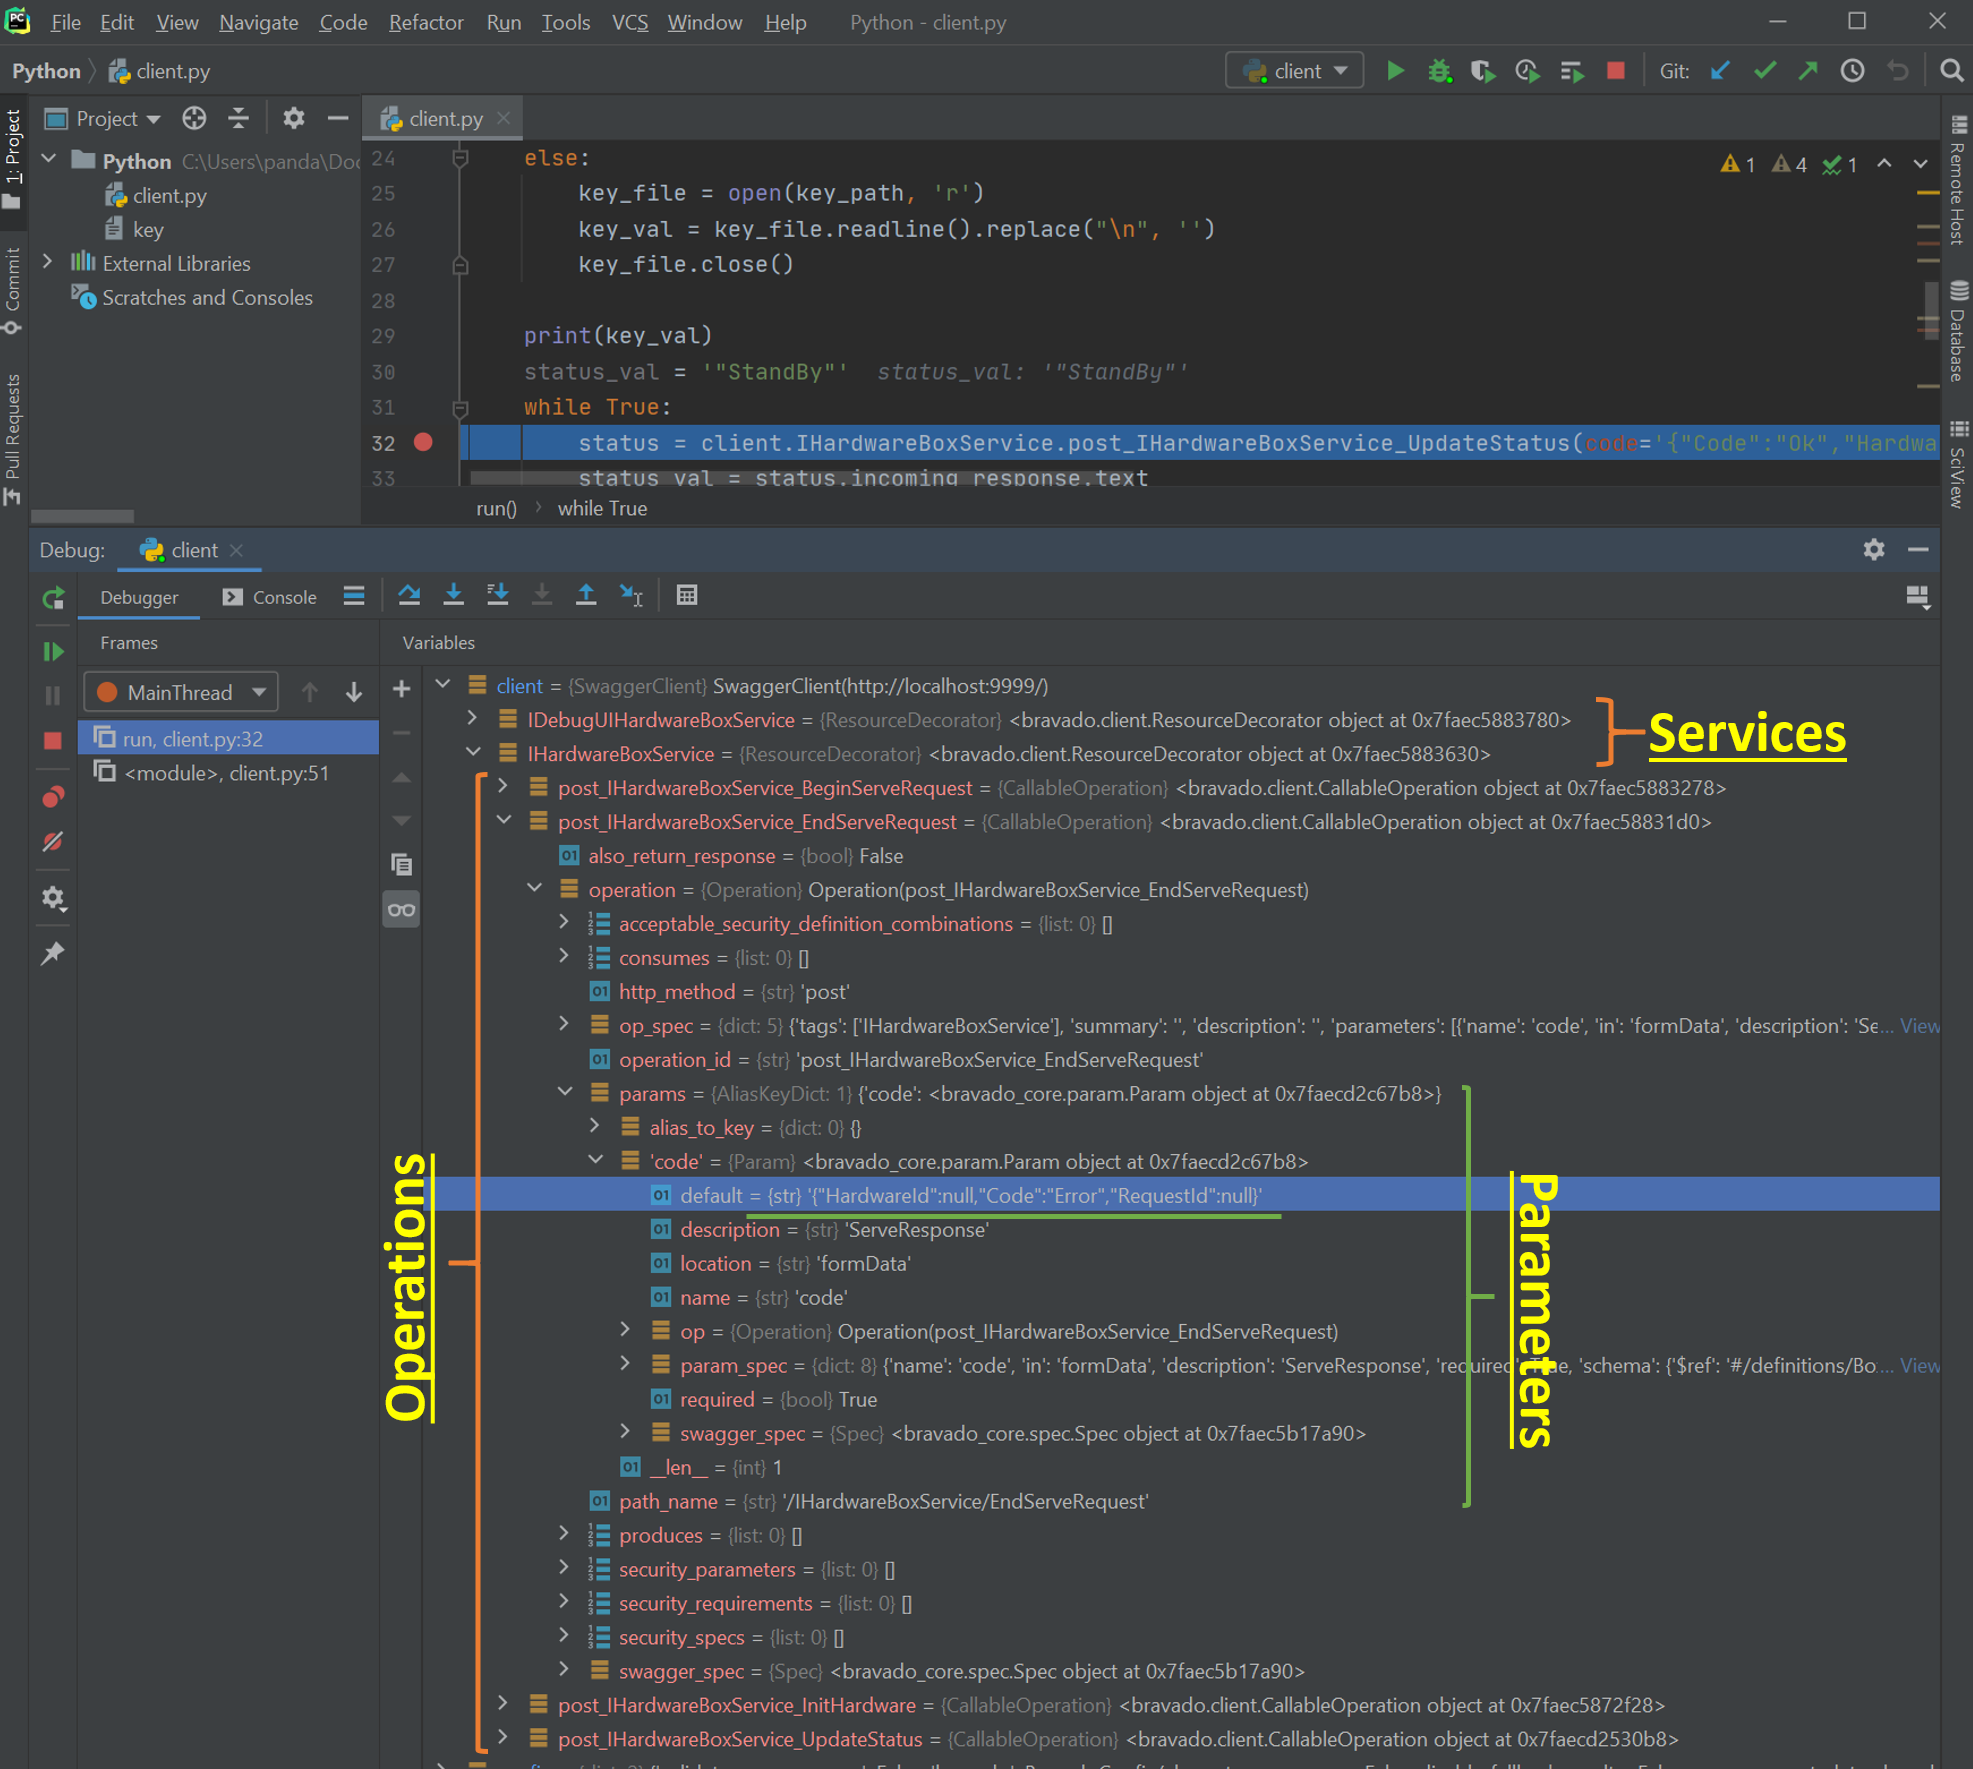 File Edit View Navigate Code Refactor Run Tools VCS Window Help Python - client.py
Python client.py client Git:
1: Project
Commit
Pull Requests
Remote Host
Database
SciView
Project
Python C:\Users\panda\Doc
client.py
key
External Libraries
Scratches and Consoles
client.py
1 4 1
24 else:
25 key_file = open(key_path, 'r')
26 key_val = key_file.readline().replace("\n", '')
27 key_file.close()
28
29 print(key_val)
30 status_val = '"StandBy"' status_val: '"StandBy"'
31 while True:
32 status = client.IHardwareBoxService.post_IHardwareBoxService_UpdateStatus(code='{"Code":"Ok","Hardwa
33 status_val = status.incoming_response.text
run() while True
Debug: client
Debugger Console
Frames
Variables
MainThread
run, client.py:32
<module>, client.py:51
client = {SwaggerClient} SwaggerClient(http://localhost:9999/)
IDebugUIHardwareBoxService = {ResourceDecorator} <bravado.client.ResourceDecorator object at 0x7faec5883780>
IHardwareBoxService = {ResourceDecorator} <bravado.client.ResourceDecorator object at 0x7faec5883630>
Services
post_IHardwareBoxService_BeginServeRequest = {CallableOperation} <bravado.client.CallableOperation object at 0x7faec5883278>
post_IHardwareBoxService_EndServeRequest = {CallableOperation} <bravado.client.CallableOperation object at 0x7faec58831d0>
also_return_response = {bool} False
operation = {Operation} Operation(post_IHardwareBoxService_EndServeRequest)
acceptable_security_definition_combinations = {list: 0} []
consumes = {list: 0} []
http_method = {str} 'post'
op_spec = {dict: 5} {'tags': ['IHardwareBoxService'], 'summary': '', 'description': '', 'parameters': [{'name': 'code', 'in': 'formData', 'description': 'Se... View
operation_id = {str} 'post_IHardwareBoxService_EndServeRequest'
params = {AliasKeyDict: 1} {'code': <bravado_core.param.Param object at 0x7faecd2c67b8>}
alias_to_key = {dict: 0} {}
'code' = {Param} <bravado_core.param.Param object at 0x7faecd2c67b8>
default = {str} '{"HardwareId":null,"Code":"Error","RequestId":null}'
description = {str} 'ServeResponse'
location = {str} 'formData'
name = {str} 'code'
op = {Operation} Operation(post_IHardwareBoxService_EndServeRequest)
param_spec = {dict: 8} {'name': 'code', 'in': 'formData', 'description': 'ServeResponse', 'required': True, 'schema': {'$ref': '#/definitions/Bo... View
required = {bool} True
swagger_spec = {Spec} <bravado_core.spec.Spec object at 0x7faec5b17a90>
__len__ = {int} 1
path_name = {str} '/IHardwareBoxService/EndServeRequest'
produces = {list: 0} []
security_parameters = {list: 0} []
security_requirements = {list: 0} []
security_specs = {list: 0} []
swagger_spec = {Spec} <bravado_core.spec.Spec object at 0x7faec5b17a90>
post_IHardwareBoxService_InitHardware = {CallableOperation} <bravado.client.CallableOperation object at 0x7faec5872f28>
post_IHardwareBoxService_UpdateStatus = {CallableOperation} <bravado.client.CallableOperation object at 0x7faecd2530b8>
Operations
Parameters